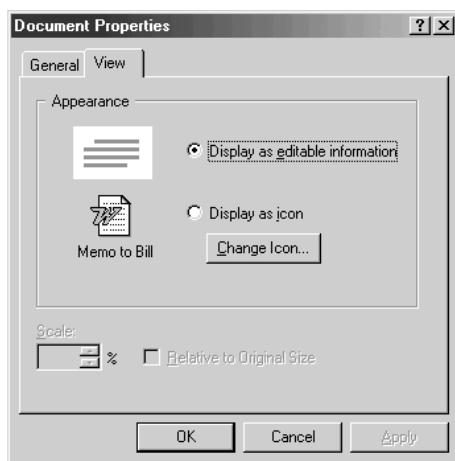 Document Properties
General View
Appearance
Display as editable information
Display as icon
Memo to Bill
Change Icon...
Scale:
% Relative to Original Size
OK Cancel Apply